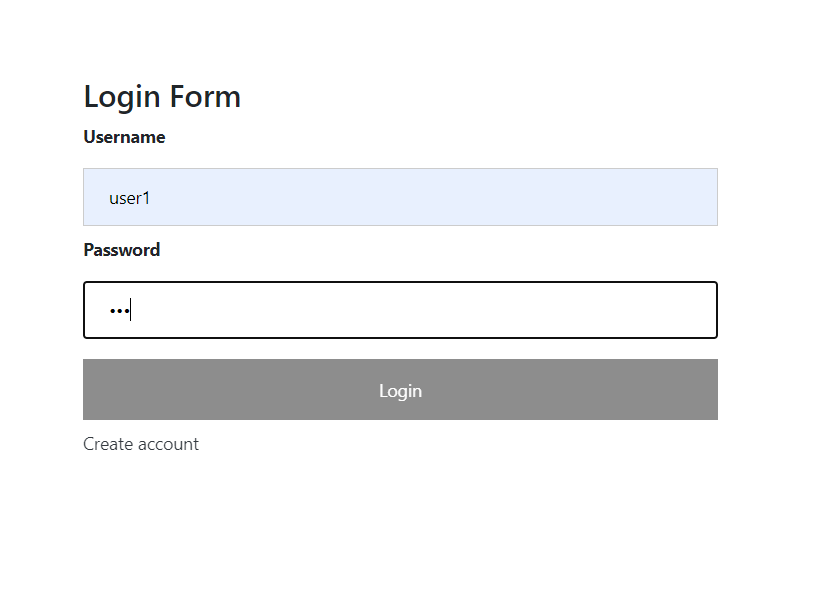 Login Form
Username
user1
Password
•••
Login
Create account